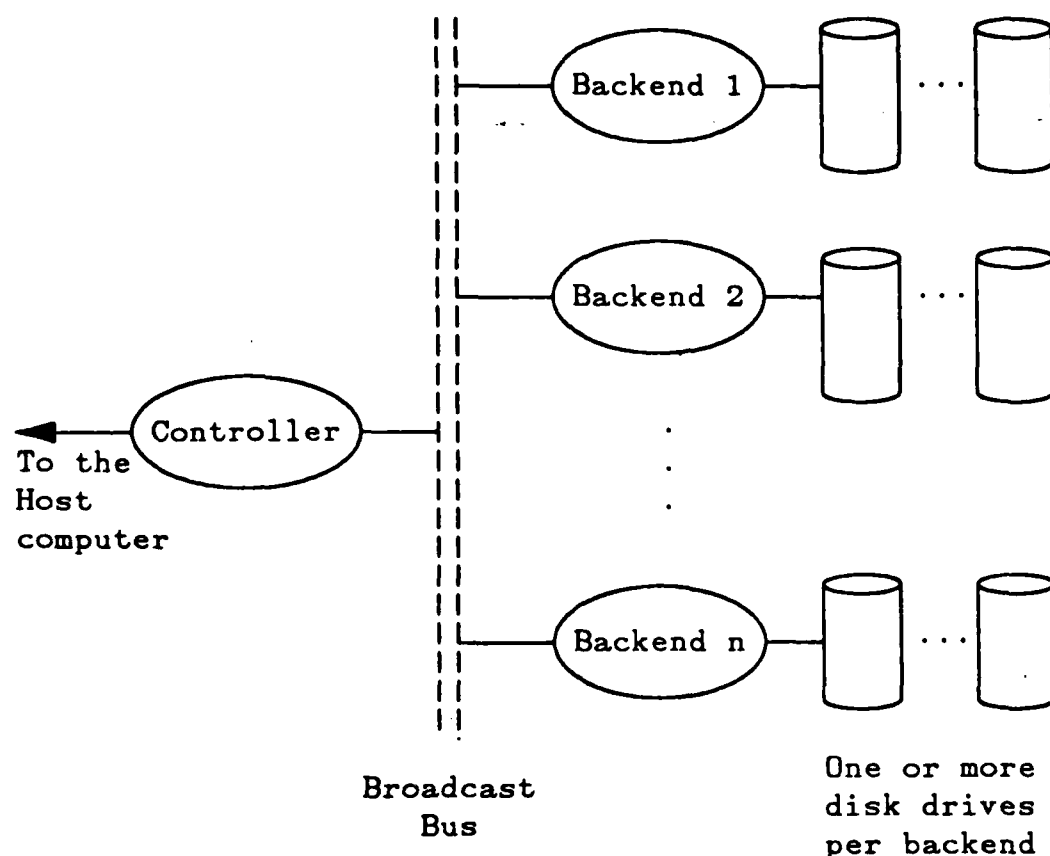 Backend 1
Backend 2
Controller
To the
Host
computer
Backend n
Broadcast
Bus
One or more
disk drives
per backend